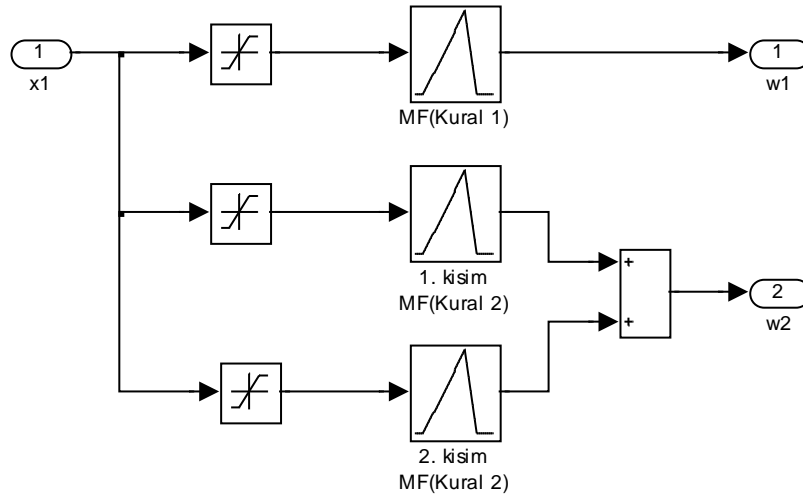 1
x1
MF(Kural 1)
1
w1
1. kisim
MF(Kural 2)
+
+
2
w2
2. kisim
MF(Kural 2)